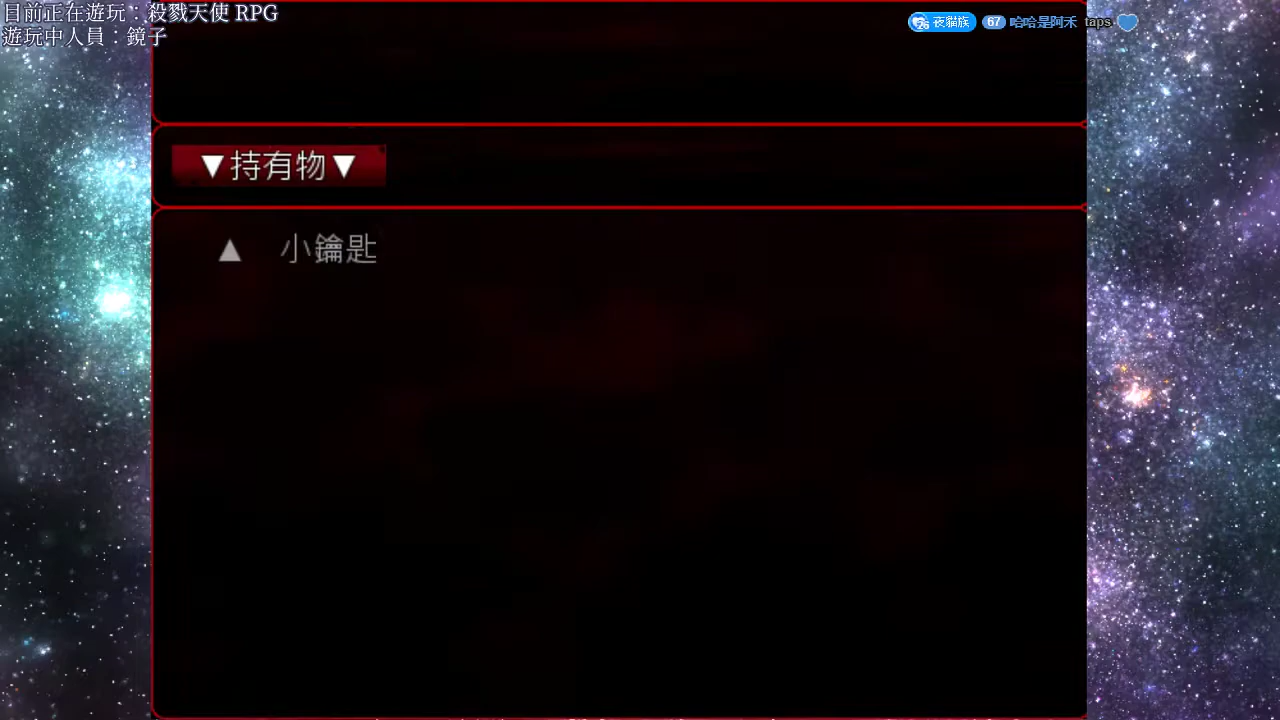 目前正在遊玩：殺戮天使 RPG
遊玩中人員：鏡子
26 夜貓族 67 哈哈是阿禾 taps
▼持有物▼
▲ 小鑰匙